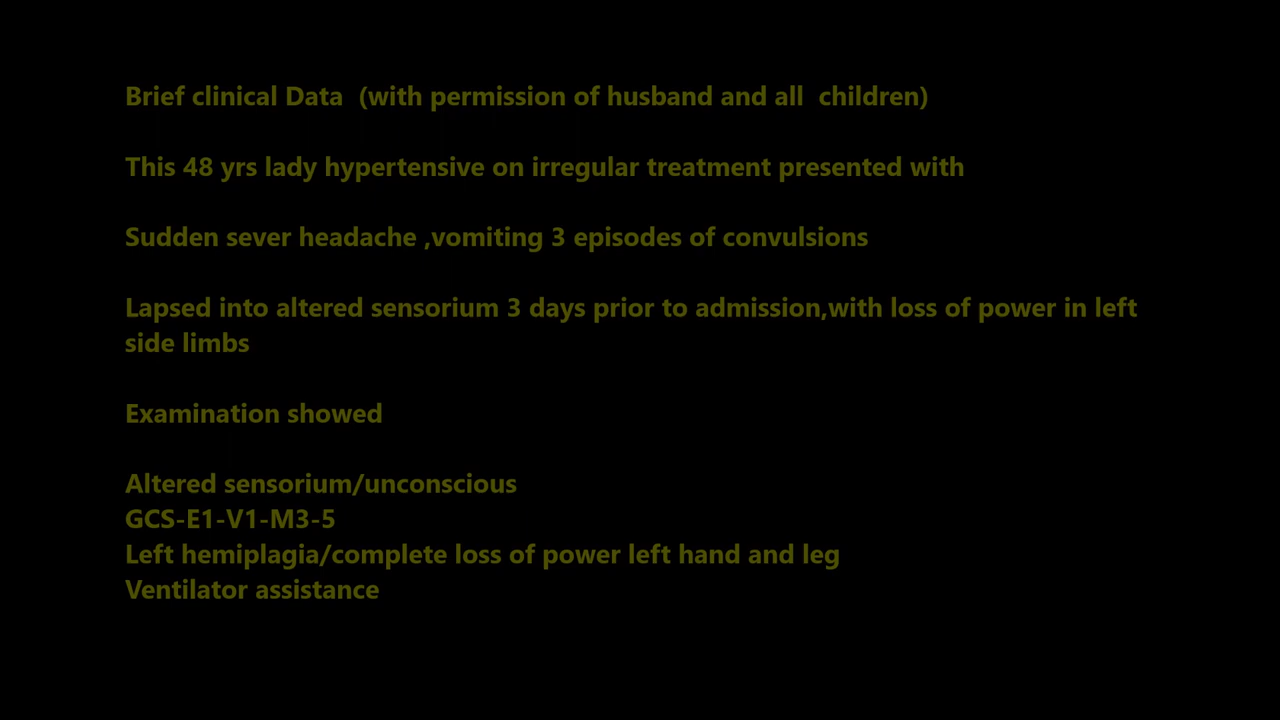 Brief clinical Data  (with permission of husband and all  children)
This 48 yrs lady hypertensive on irregular treatment presented with
Sudden sever headache ,vomiting 3 episodes of convulsions
Lapsed into altered sensorium 3 days prior to admission,with loss of power in left
side limbs
Examination showed
Altered sensorium/unconscious
GCS-E1-V1-M3-5
Left hemiplagia/complete loss of power left hand and leg
Ventilator assistance